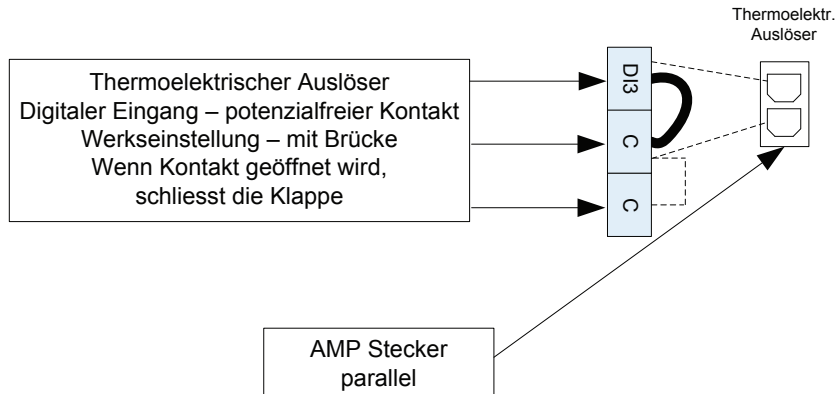 Thermoelektr.
Auslöser
Thermoelektrischer Auslöser
Digitaler Eingang – potenzialfreier Kontakt
Werkseinstellung – mit Brücke
Wenn Kontakt geöffnet wird,
schliesst die Klappe
DI3
C
C
AMP Stecker
parallel